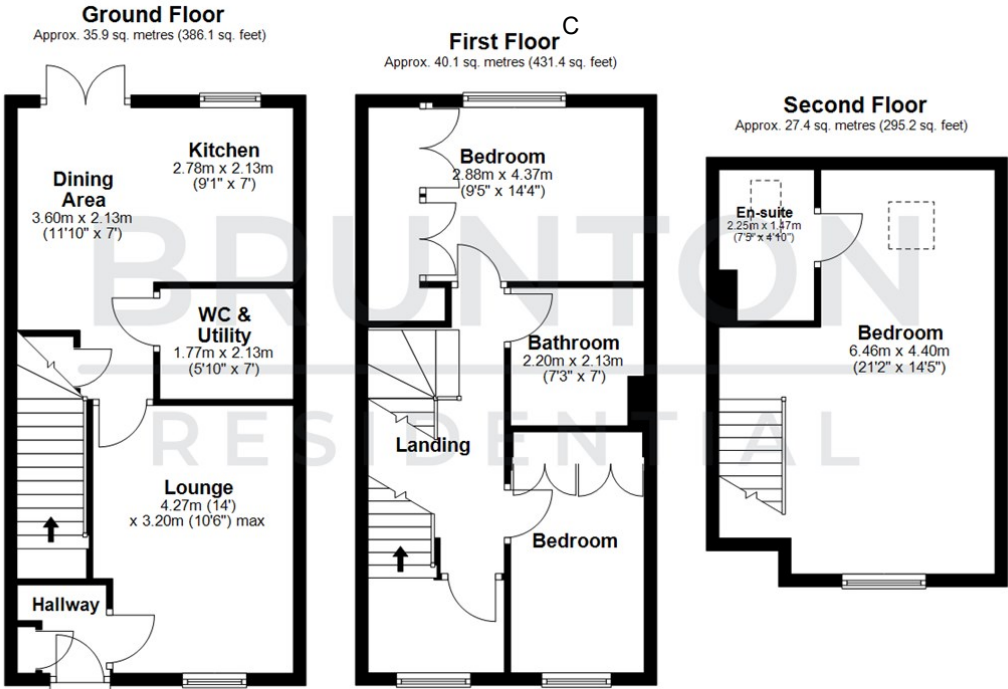 Ground Floor
Approx. 35.9 sq. metres (386.1 sq. feet)
Kitchen
2.78m x 2.13m
(9'1" x 7')
Dining
Area
3.60m x 2.13m
(11'10" x 7')
WC &
Utility
1.77m x 2.13m
(5'10" x 7')
Lounge
4.27m (14')
x 3.20m (10'6") max
Hallway
First Floor C
Approx. 40.1 sq. metres (431.4 sq. feet)
Bedroom
2.88m x 4.37m
(9'5" x 14'4")
Bathroom
2.20m x 2.13m
(7'3" x 7')
Landing
Bedroom
Second Floor
Approx. 27.4 sq. metres (295.2 sq. feet)
En-suite
2.25m x 1.47m
(7'5" x 4'10")
Bedroom
6.46m x 4.40m
(21'2" x 14'5")
BRUNTON
RESIDENTIAL